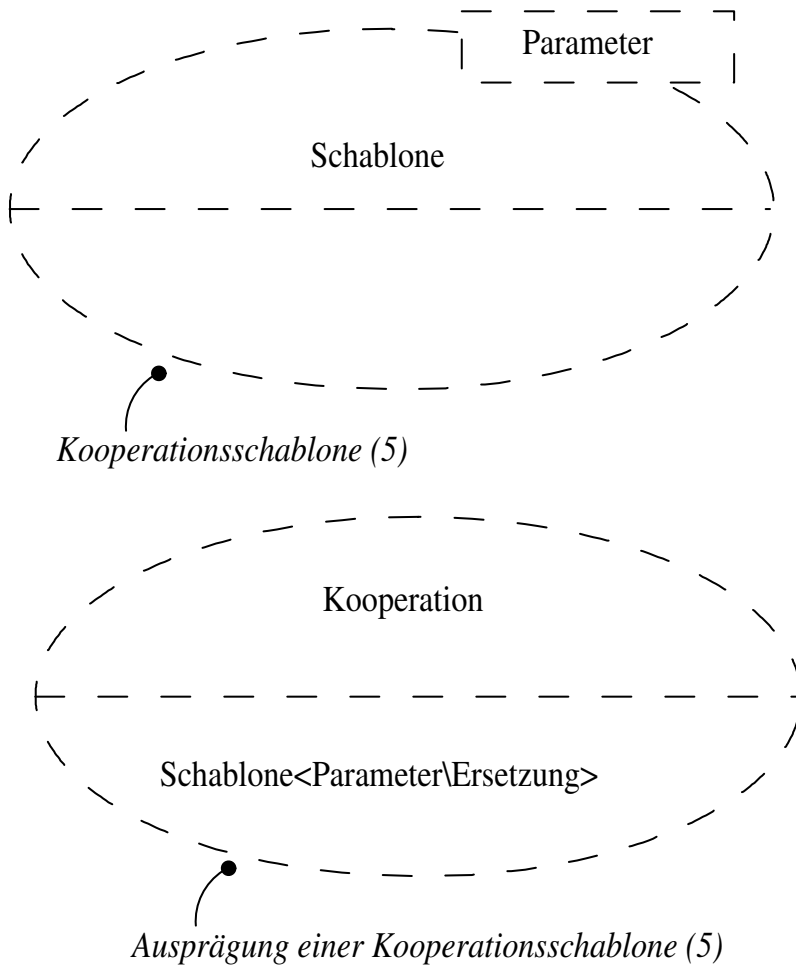 Parameter
Schablone
Kooperationsschablone (5)
Kooperation
Schablone<Parameter\Ersetzung>
Ausprägung einer Kooperationsschablone (5)